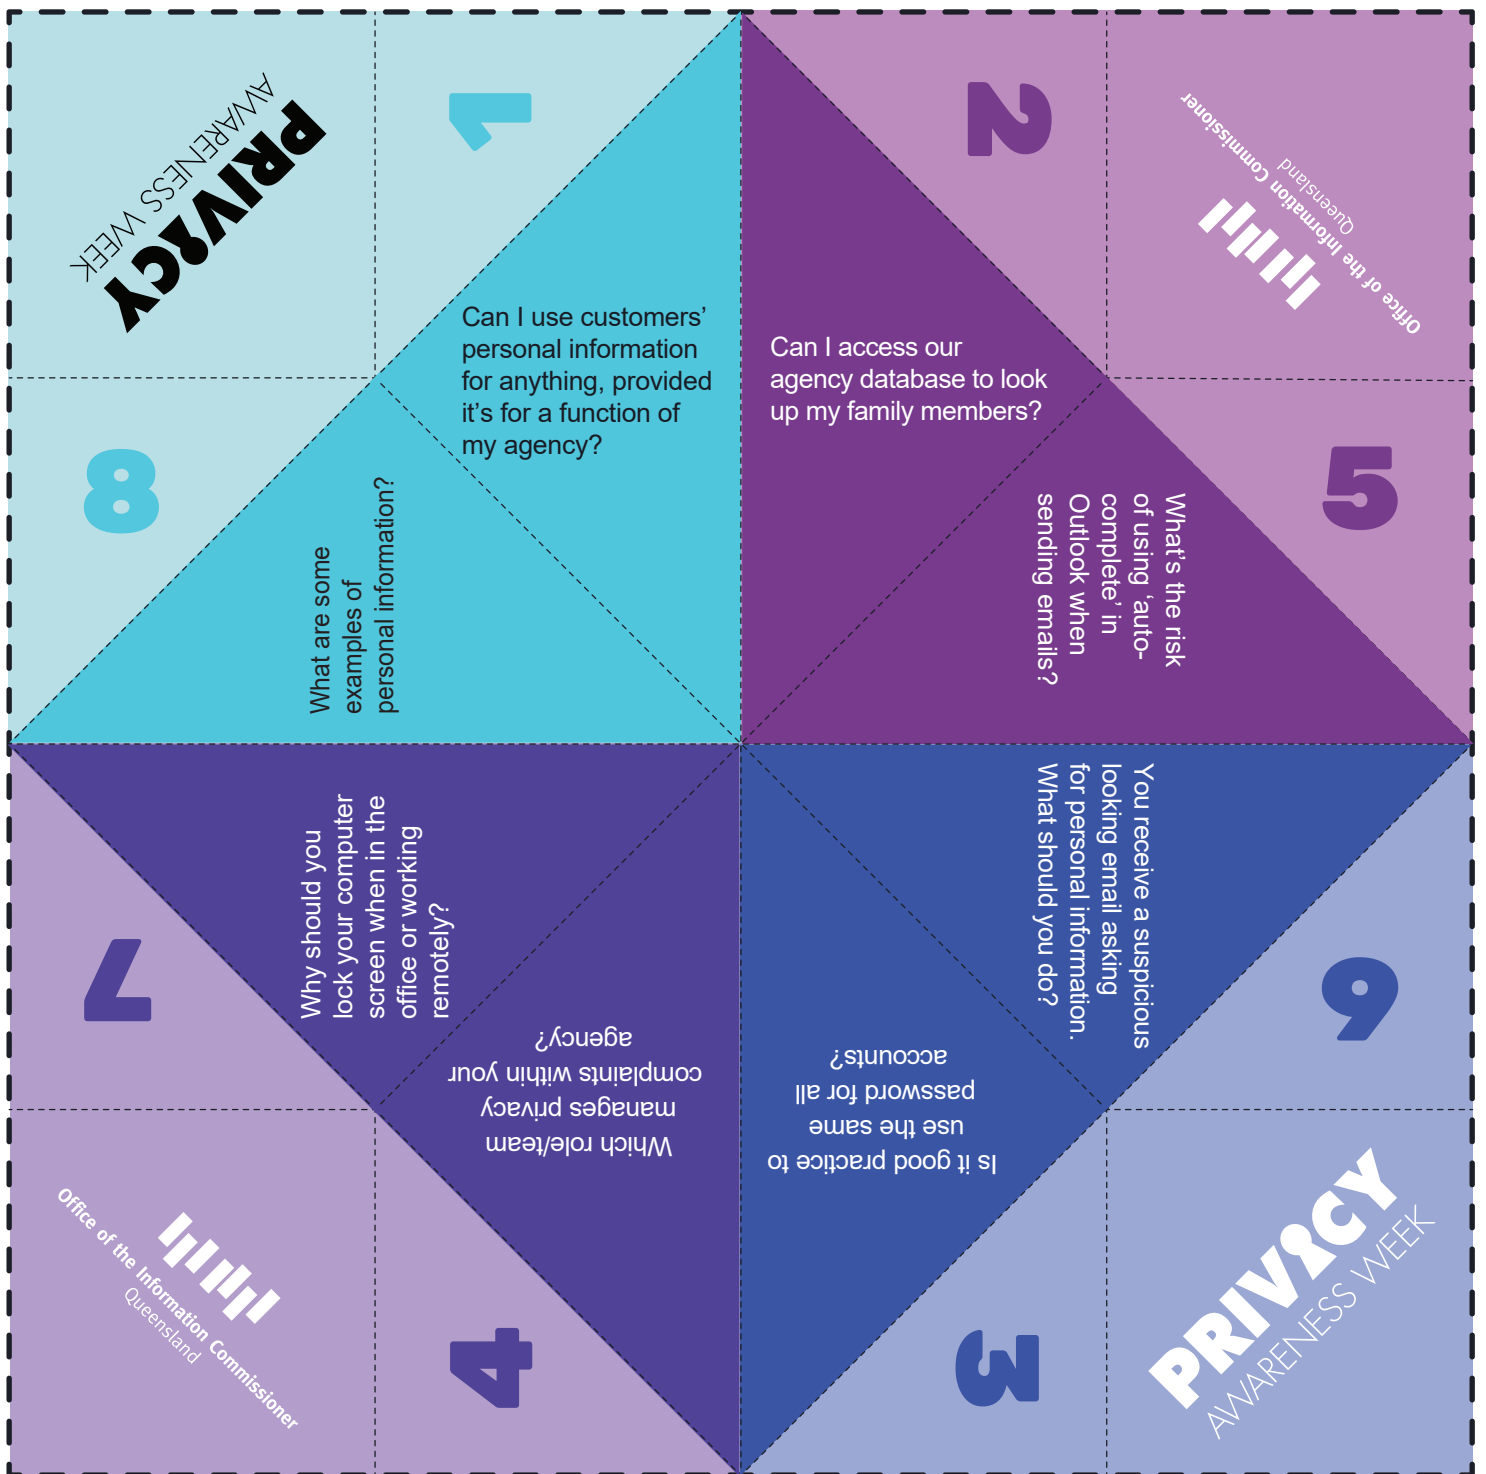 PRIVACY
AWARENESS WEEK
1
2
Office of the Information Commissioner
Queensland
8
Can I use customers’
personal information
for anything, provided
it’s for a function of
my agency?
Can I access our
agency database to look
up my family members?
5
What are some
examples of
personal information?
What’s the risk
of using ‘auto-
complete’ in
Outlook when
sending emails?
7
Why should you
lock your computer
screen when in the
office or working
remotely?
You receive a suspicious
looking email asking
for personal information.
What should you do?
6
Which role/team
manages privacy
complaints within your
agency?
Is it good practice to
use the same
password for all
accounts?
Office of the Information Commissioner
Queensland
4
3
PRIVACY
AWARENESS WEEK